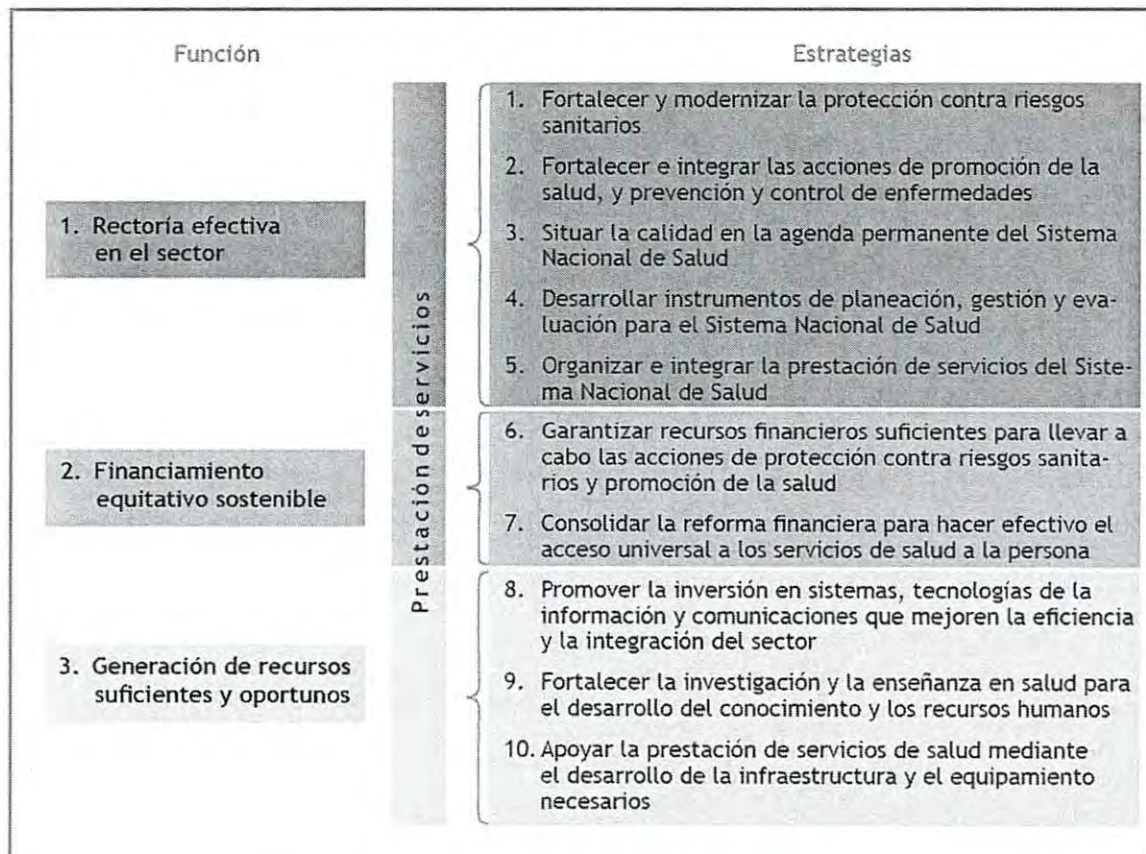 Función
Estrategias
1. Rectoría efectiva
en el sector
2. Financiamiento
equitativo sostenible
3. Generación de recursos
suficientes y oportunos
Prestación de servicios
1. Fortalecer y modernizar la protección contra riesgos
sanitarios
2. Fortalecer e integrar las acciones de promoción de la
salud, y prevención y control de enfermedades
3. Situar la calidad en la agenda permanente del Sistema
Nacional de Salud
4. Desarrollar instrumentos de planeación, gestión y eva-
luación para el Sistema Nacional de Salud
5. Organizar e integrar la prestación de servicios del Siste-
ma Nacional de Salud
6. Garantizar recursos financieros suficientes para llevar a
cabo las acciones de protección contra riesgos sanita-
rios y promoción de la salud
7. Consolidar la reforma financiera para hacer efectivo el
acceso universal a los servicios de salud a la persona
8. Promover la inversión en sistemas, tecnologías de la
información y comunicaciones que mejoren la eficiencia
y la integración del sector
9. Fortalecer la investigación y la enseñanza en salud para
el desarrollo del conocimiento y los recursos humanos
10. Apoyar la prestación de servicios de salud mediante
el desarrollo de la infraestructura y el equipamiento
necesarios